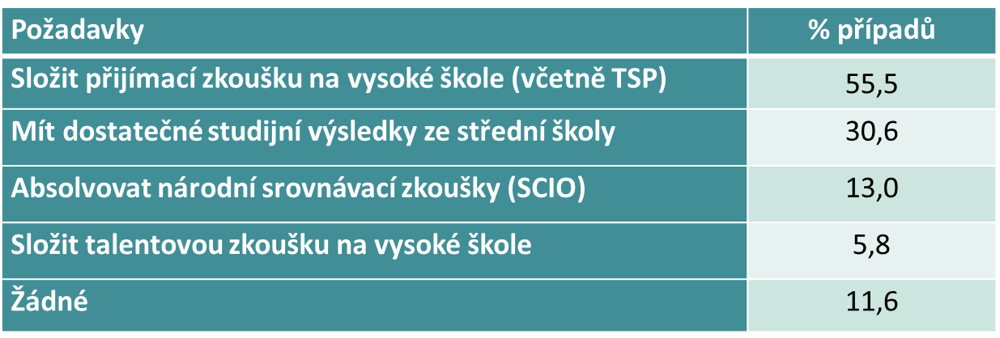 Požadavky % případů
Složit přijímací zkoušku na vysoké škole (včetně TSP) 55,5
Mít dostatečné studijní výsledky ze střední školy 30,6
Absolvovat národní srovnávací zkoušky (SCIO) 13,0
Složit talentovou zkoušku na vysoké škole 5,8
Žádné 11,6